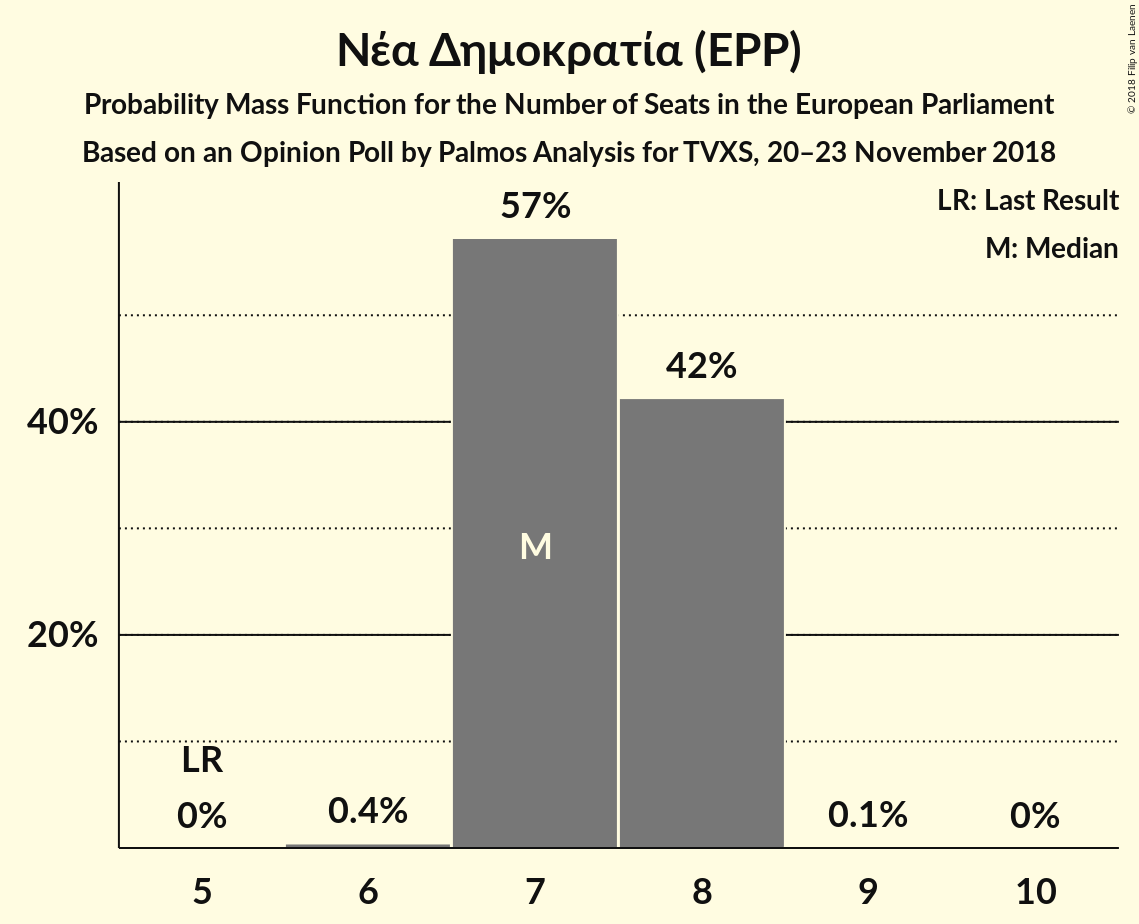 Νέα Δημοκρατία (EPP)
Probability Mass Function for the Number of Seats in the European Parliament
Based on an Opinion Poll by Palmos Analysis for TVXS, 20–23 November 2018
© 2018 Filip van Laenen
LR: Last Result
M: Median
57%
42%
40%
M
20%
LR
0%
0.4%
0.1%
0%
5 6 7 8 9 10